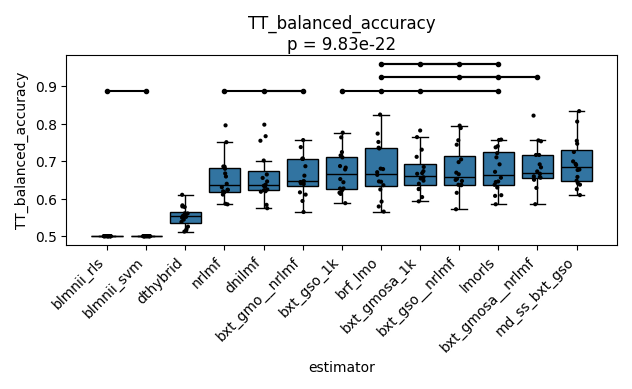 TT_balanced_accuracy
p = 9.83e-22
TT_balanced_accuracy
0.9
0.8
0.7
0.6
0.5
blmnii_rls
blmnii_svm
dthybrid
nrlmf
dnilmf
bxt_gmo__nrlmf
bxt_gso_1k
brf_lmo
bxt_gmosa_1k
bxt_gso__nrlmf
lmorls
bxt_gmosa__nrlmf
md_ss_bxt_gso
estimator